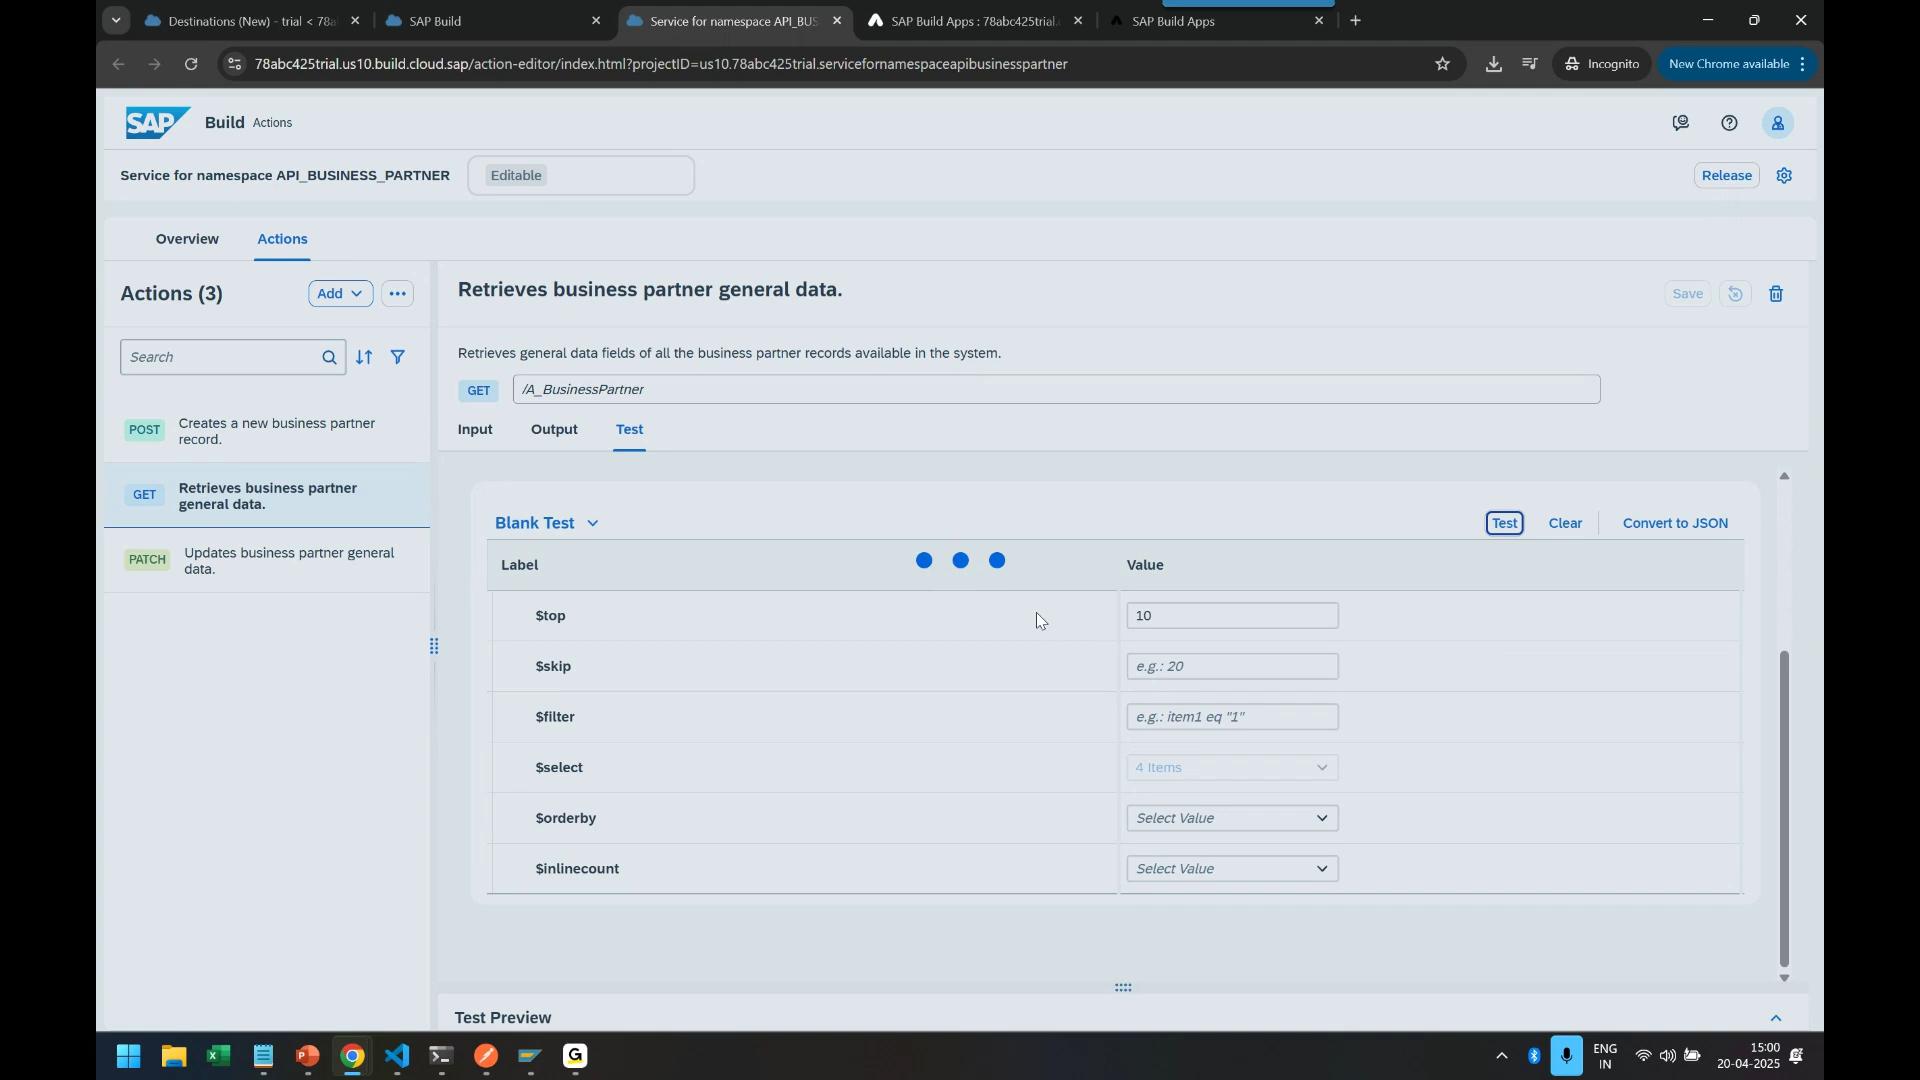 Destinations (New) - trial < 78a
SAP Build
Service for namespace API_BUS
SAP Build Apps : 78abc425trial.
SAP Build Apps
78abc425trial.us10.build.cloud.sap/action-editor/index.html?projectID=us10.78abc425trial.servicefornamespaceapibusinesspartner
Incognito
New Chrome available
SAP
Build Actions
Service for namespace API_BUSINESS_PARTNER
Editable
Release
Overview
Actions
Actions (3)
Add
Retrieves business partner general data.
Save
Search
Retrieves general data fields of all the business partner records available in the system.
GET
/A_BusinessPartner
Input
Output
Test
POST
Creates a new business partner
record.
GET
Retrieves business partner
general data.
PATCH
Updates business partner general
data.
Blank Test
Test
Clear
Convert to JSON
Label
Value
$top
10
$skip
e.g.: 20
$filter
e.g.: item1 eq "1"
$select
4 Items
$orderby
Select Value
$inlinecount
Select Value
Test Preview
ENG
IN
15:00
20-04-2025